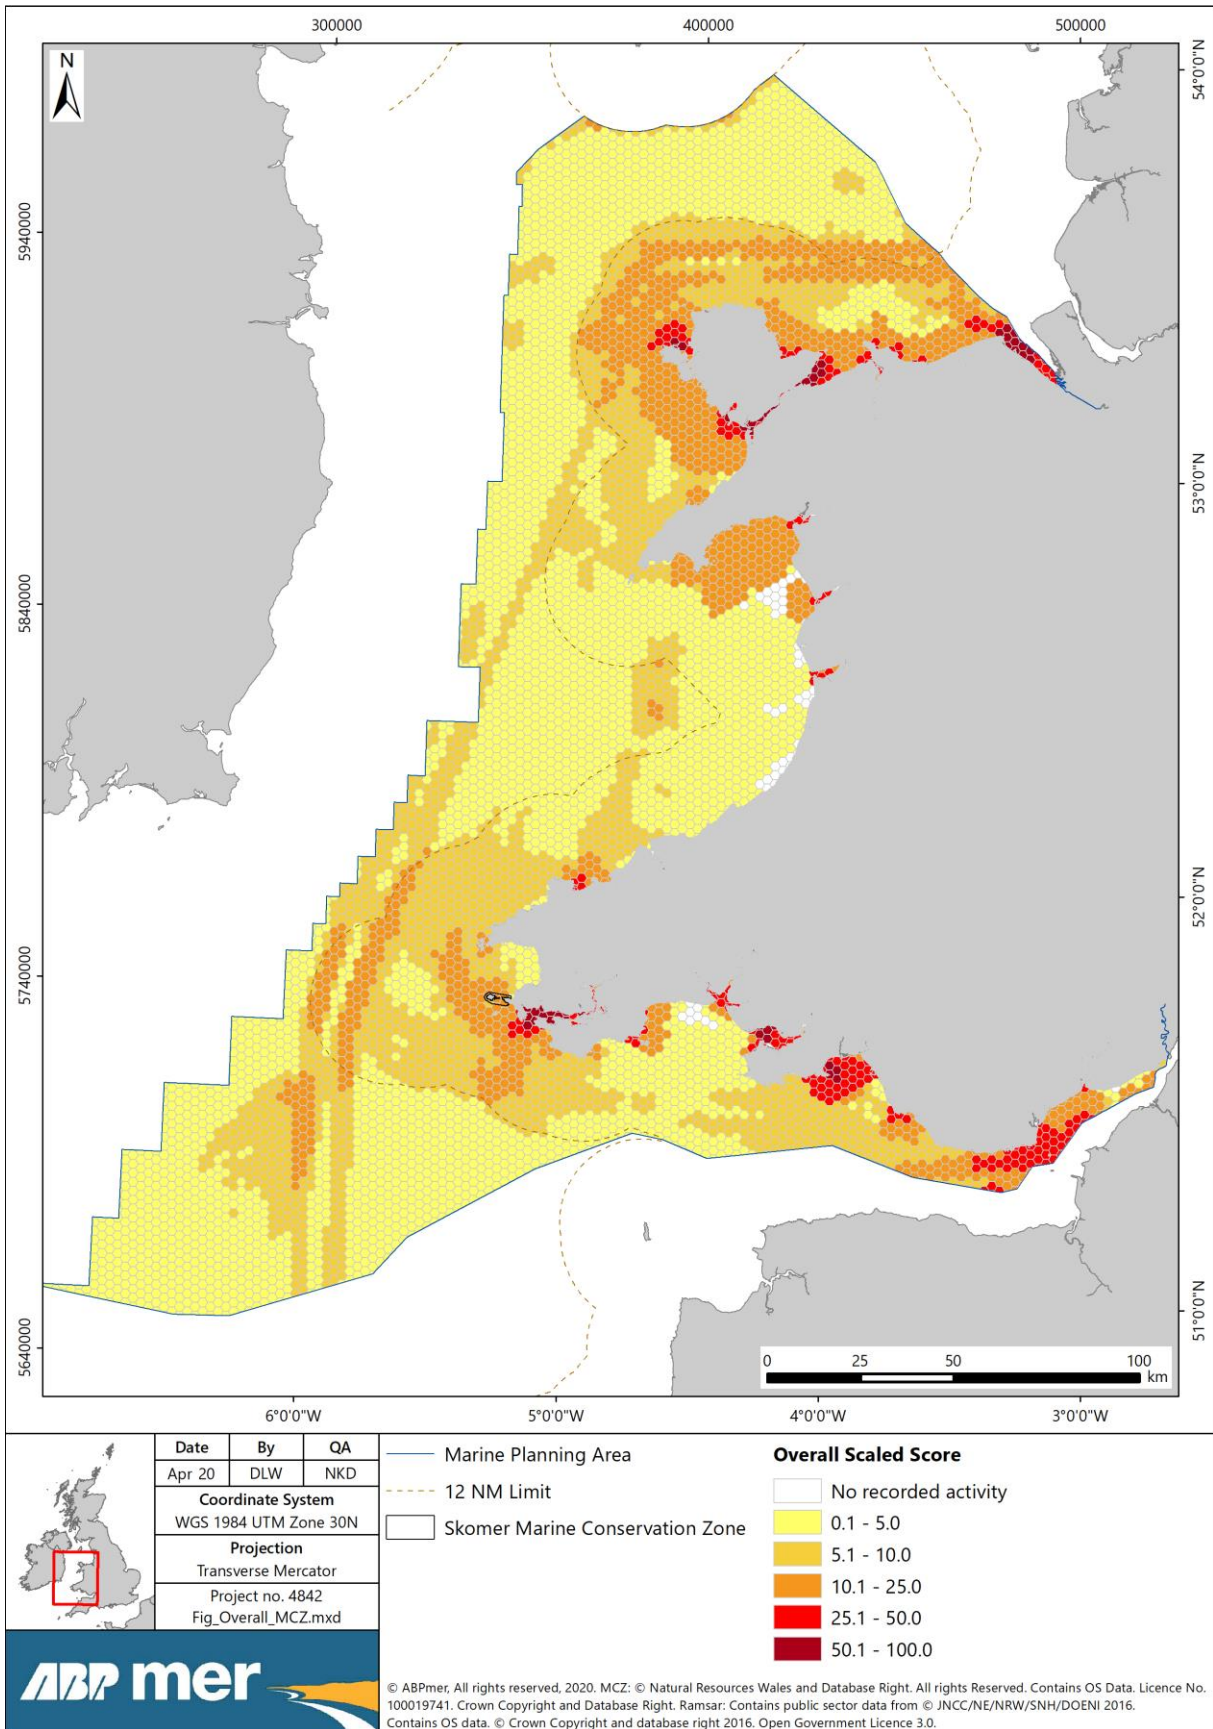 300000
400000
500000
N
54°0'0"N
5940000
53°0'0"N
5840000
52°0'0"N
5740000
51°0'0"N
5640000
0
25
50
100
km
6°0'0"W
5°0'0"W
4°0'0"W
3°0'0"W
Date
By
QA
Apr 20
DLW
NKD
Coordinate System
WGS 1984 UTM Zone 30N
Projection
Transverse Mercator
Project no. 4842
Fig_Overall_MCZ.mxd
ABPmer
Marine Planning Area
12 NM Limit
Skomer Marine Conservation Zone
Overall Scaled Score
No recorded activity
0.1 - 5.0
5.1 - 10.0
10.1 - 25.0
25.1 - 50.0
50.1 - 100.0
© ABPmer, All rights reserved, 2020. MCZ: © Natural Resources Wales and Database Right. All rights Reserved. Contains OS Data. Licence No.
100019741. Crown Copyright and Database Right. Ramsar: Contains public sector data from © JNCC/NE/NRW/SNH/DOENI 2016.
Contains OS data. © Crown Copyright and database right 2016. Open Government Licence 3.0.